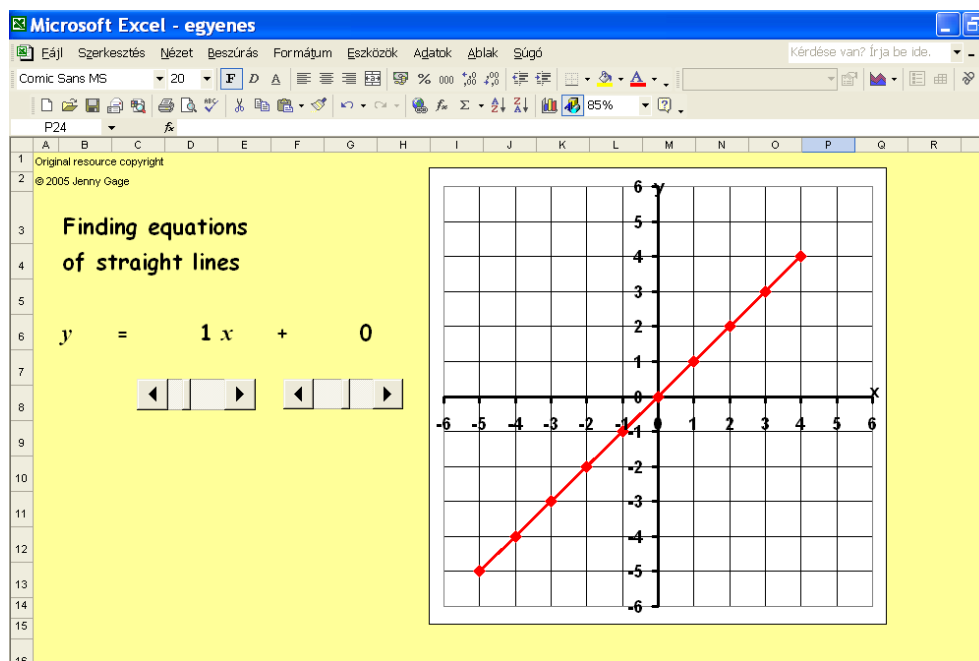 Microsoft Excel - egyenes
Fájl Szerkesztés Nézet Beszúrás Formátum Eszközök Adatok Ablak Súgó Kérdése van? Írja be ide.
Comic Sans MS 20 F D A % 000
Σ 85%
P24 fx
A B C D E F G H I J K L M N O P Q R
1 Original resource copyright
2 © 2005 Jenny Gage
3 Finding equations
4 of straight lines
5
6 y = 1 x + 0
7
8
9
10
11
12
13
14
15
16
y
6
5
4
3
2
1
0 x
-6 -5 -4 -3 -2 -1 0 1 2 3 4 5 6
-1
-2
-3
-4
-5
-6